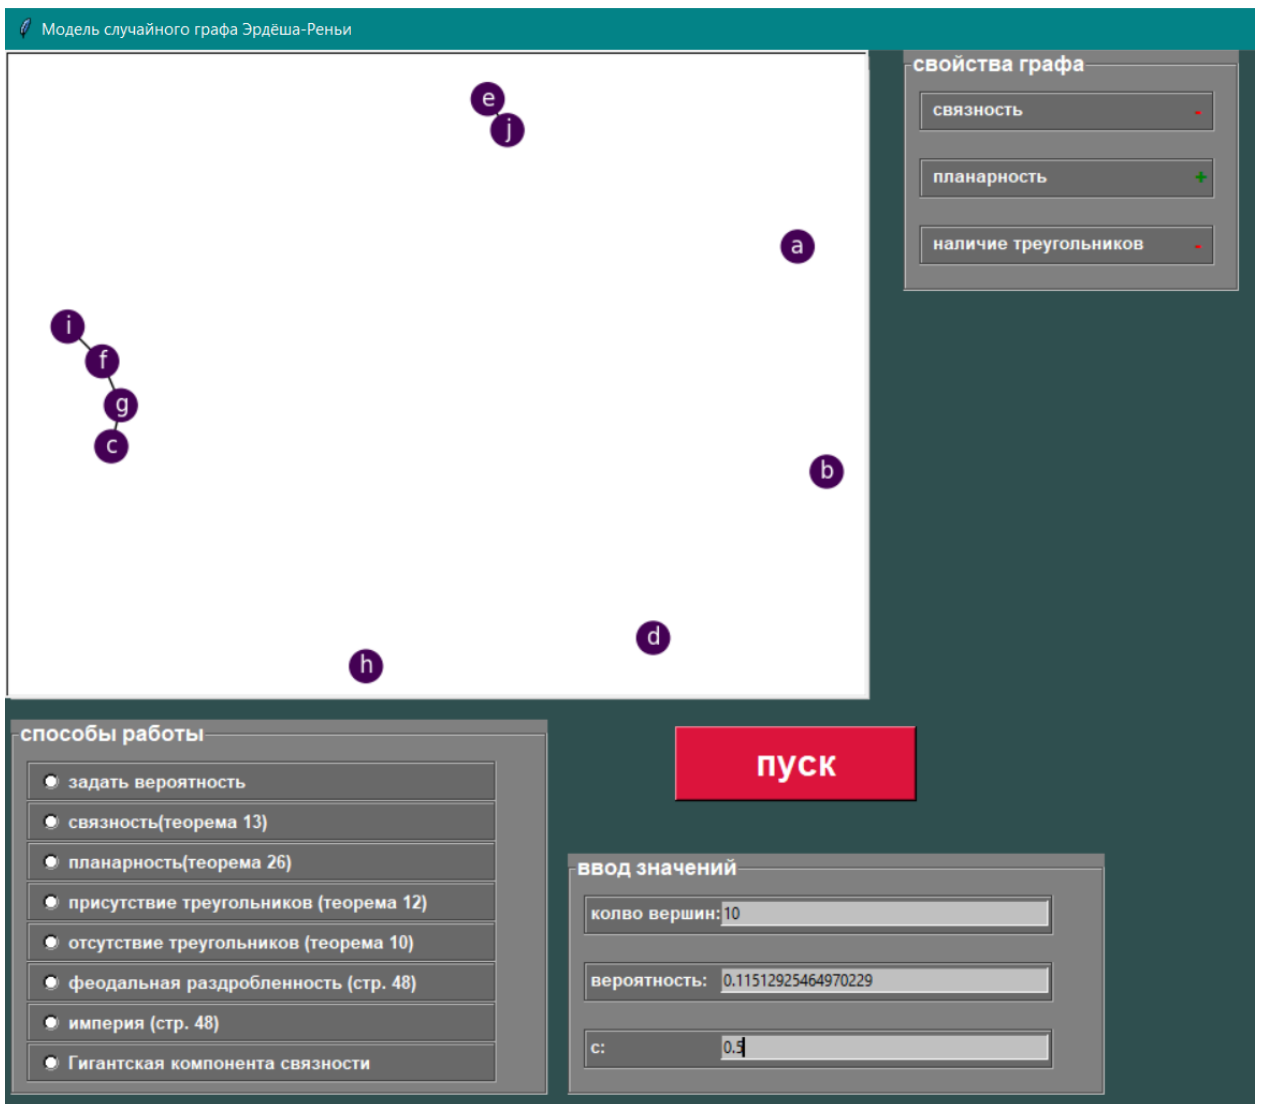 Модель случайного графа Эрдёша-Реньи
свойства графа
связность -
планарность +
наличие треугольников -
e
j
a
i
f
g
c
b
d
h
способы работы
задать вероятность
связность(теорема 13)
планарность(теорема 26)
присутствие треугольников (теорема 12)
отсутствие треугольников (теорема 10)
феодальная раздробленность (стр. 48)
империя (стр. 48)
Гигантская компонента связности
пуск
ввод значений
колво вершин: 10
вероятность: 0.11512925464970229
c: 0.5